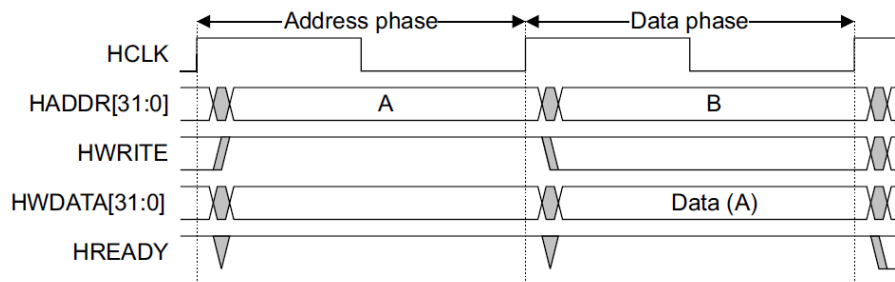 Address phase Data phase
HCLK
HADDR[31:0] A B
HWRITE
HWDATA[31:0] Data (A)
HREADY